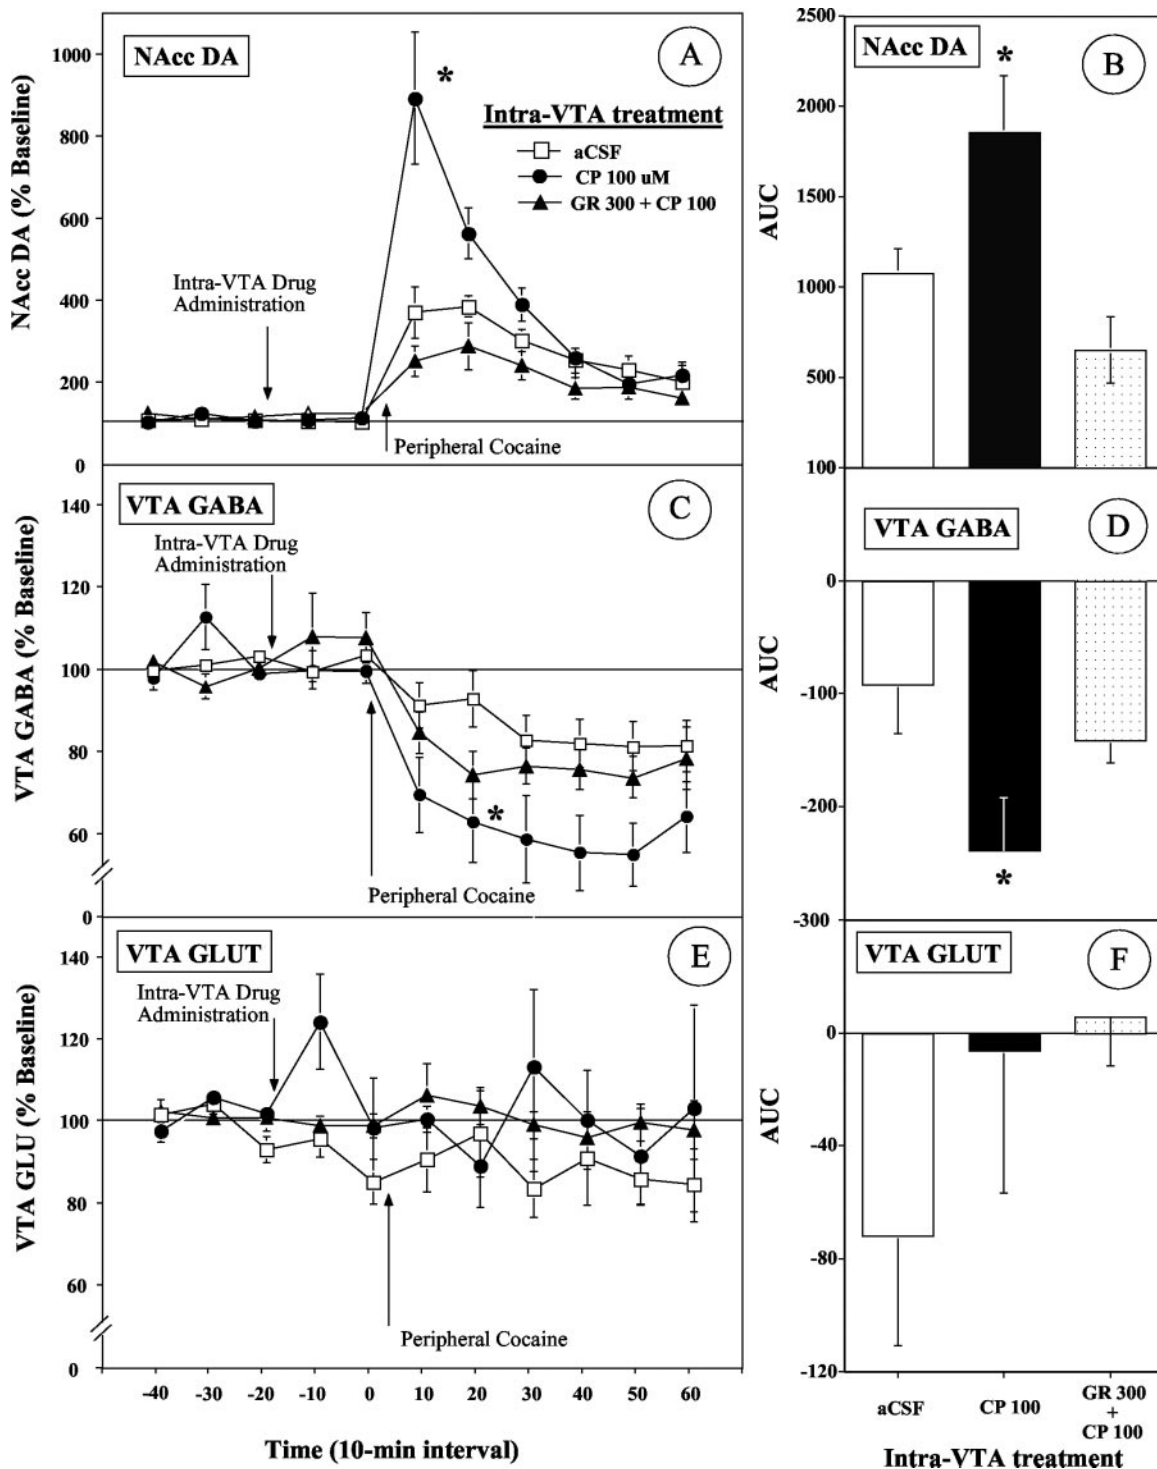 NAcc DA
A
NAcc DA (% Baseline)
1000
800
600
400
200
0
Intra-VTA treatment
aCSF
CP 100 uM
GR 300 + CP 100
Intra-VTA Drug
Administration
Peripheral Cocaine
NAcc DA
B
AUC
2500
2000
1500
1000
500
100
*
*
VTA GABA
C
VTA GABA (% Baseline)
140
120
100
80
60
0
Intra-VTA Drug
Administration
*
Peripheral Cocaine
VTA GABA
D
AUC
-0
-100
-200
-300
*
VTA GLUT
E
VTA GLU (% Baseline)
140
120
100
80
60
0
Intra-VTA Drug
Administration
Peripheral Cocaine
-40 -30 -20 -10 0 10 20 30 40 50 60
Time (10-min interval)
VTA GLUT
F
AUC
0
-40
-80
-120
aCSF
CP 100
GR 300
+
CP 100
Intra-VTA treatment